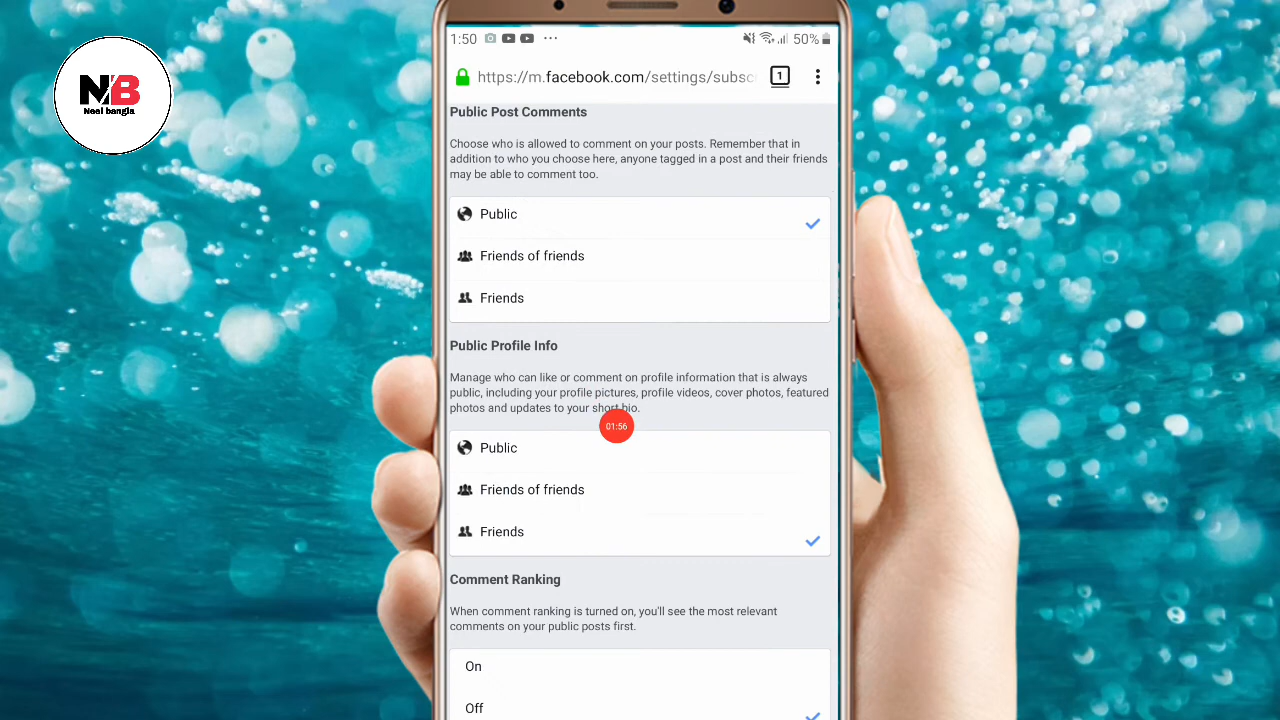 NB
Neel bangla
1:50
50%
https://m.facebook.com/settings/subsc
1
Public Post Comments
Choose who is allowed to comment on your posts. Remember that in
addition to who you choose here, anyone tagged in a post and their friends
may be able to comment too.
Public
Friends of friends
Friends
Public Profile Info
Manage who can like or comment on profile information that is always
public, including your profile pictures, profile videos, cover photos, featured
photos and updates to your short bio.
01:56
Public
Friends of friends
Friends
Comment Ranking
When comment ranking is turned on, you'll see the most relevant
comments on your public posts first.
On
Off